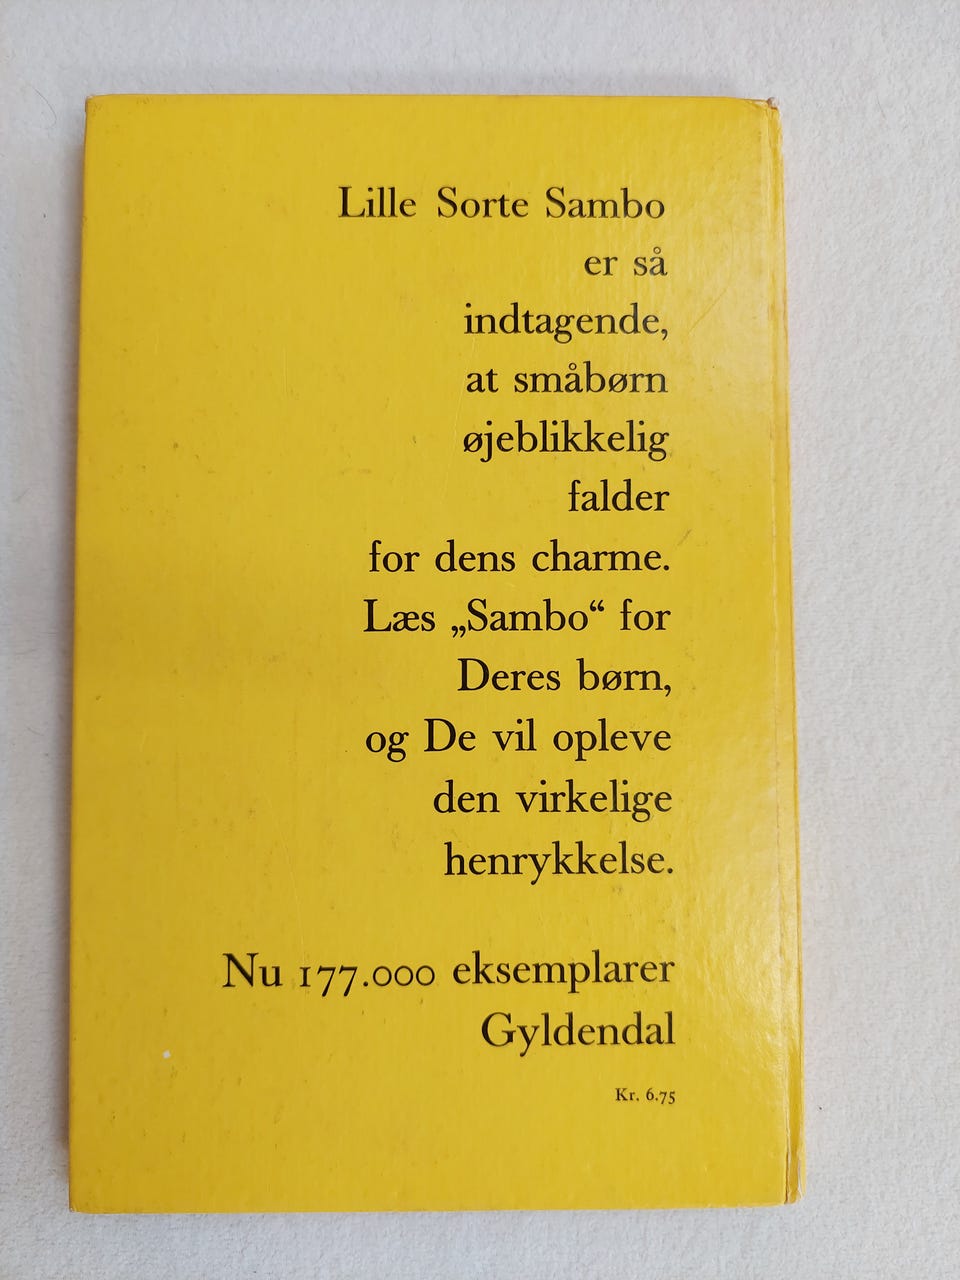 Lille Sorte Sambo
er så
indtagende,
at småbørn
øjeblikkelig
falder
for dens charme.
Læs „Sambo“ for
Deres børn,
og De vil opleve
den virkelige
henrykkelse.
Nu 177.000 eksemplarer
Gyldendal
Kr. 6.75